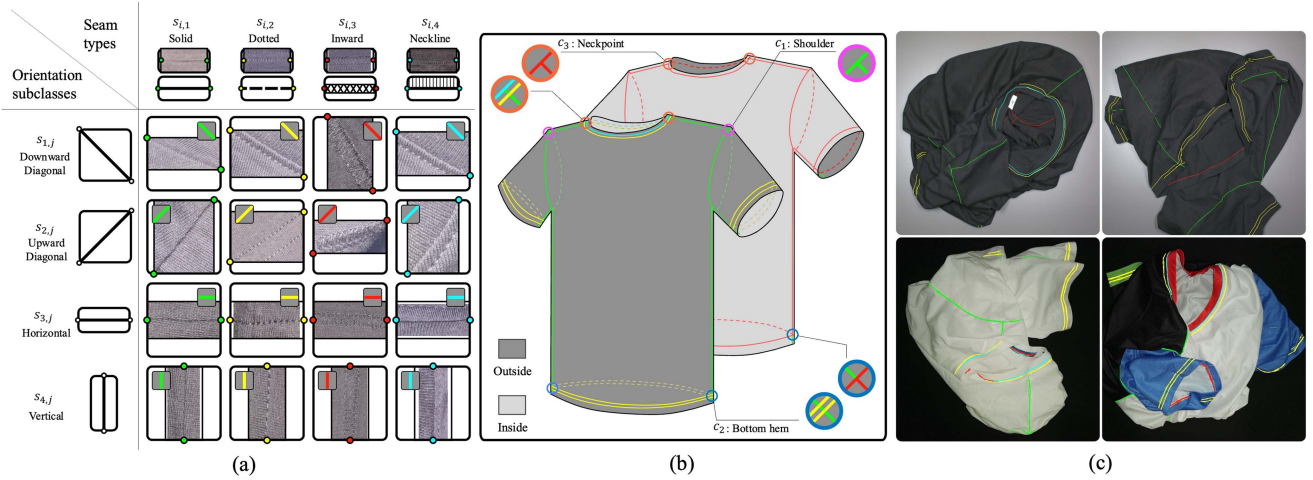 Seam
types
Orientation
subclasses
s_{i,1}
Solid
s_{i,2}
Dotted
s_{i,3}
Inward
s_{i,4}
Neckline
s_{1,j}
Downward
Diagonal
s_{2,j}
Upward
Diagonal
s_{3,j}
Horizontal
s_{4,j}
Vertical
(a)
c_3 : Neckpoint
c_1 : Shoulder
Outside
Inside
c_2 : Bottom hem
(b)
(c)